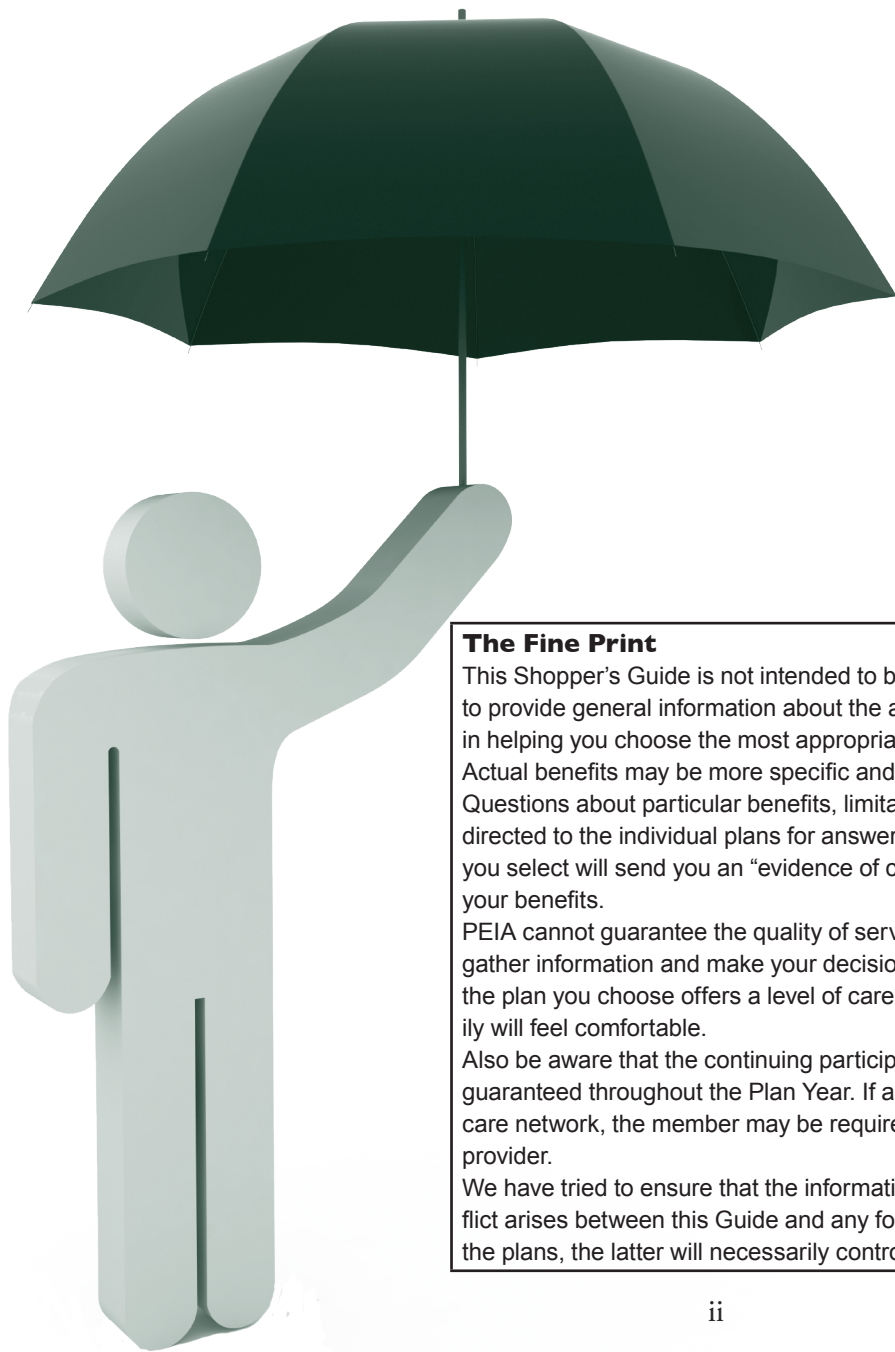 The Fine Print
This Shopper’s Guide is not intended to b
to provide general information about the a
in helping you choose the most appropria
Actual benefits may be more specific and
Questions about particular benefits, limita
directed to the individual plans for answer
you select will send you an “evidence of c
your benefits.
PEIA cannot guarantee the quality of serv
gather information and make your decisio
the plan you choose offers a level of care
ily will feel comfortable.
Also be aware that the continuing particip
guaranteed throughout the Plan Year. If a
care network, the member may be require
provider.
We have tried to ensure that the informati
flict arises between this Guide and any fo
the plans, the latter will necessarily contro
ii